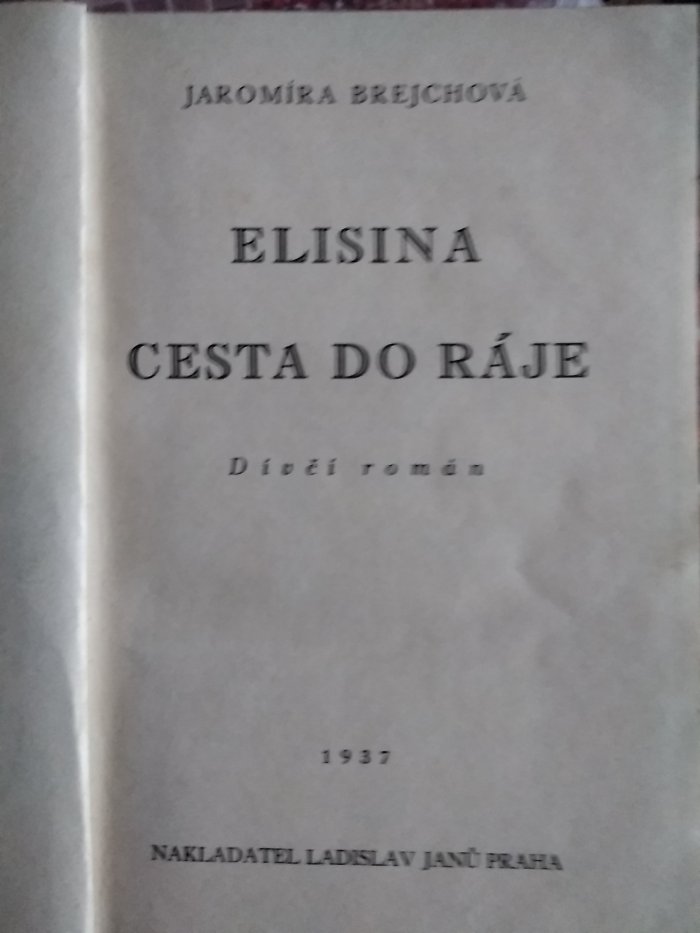 JAROMÍRA BREJCHOVÁ
ELISINA
CESTA DO RÁJE
Dívčí román
1937
NAKLADATEL LADISLAV JANŮ PRAHA